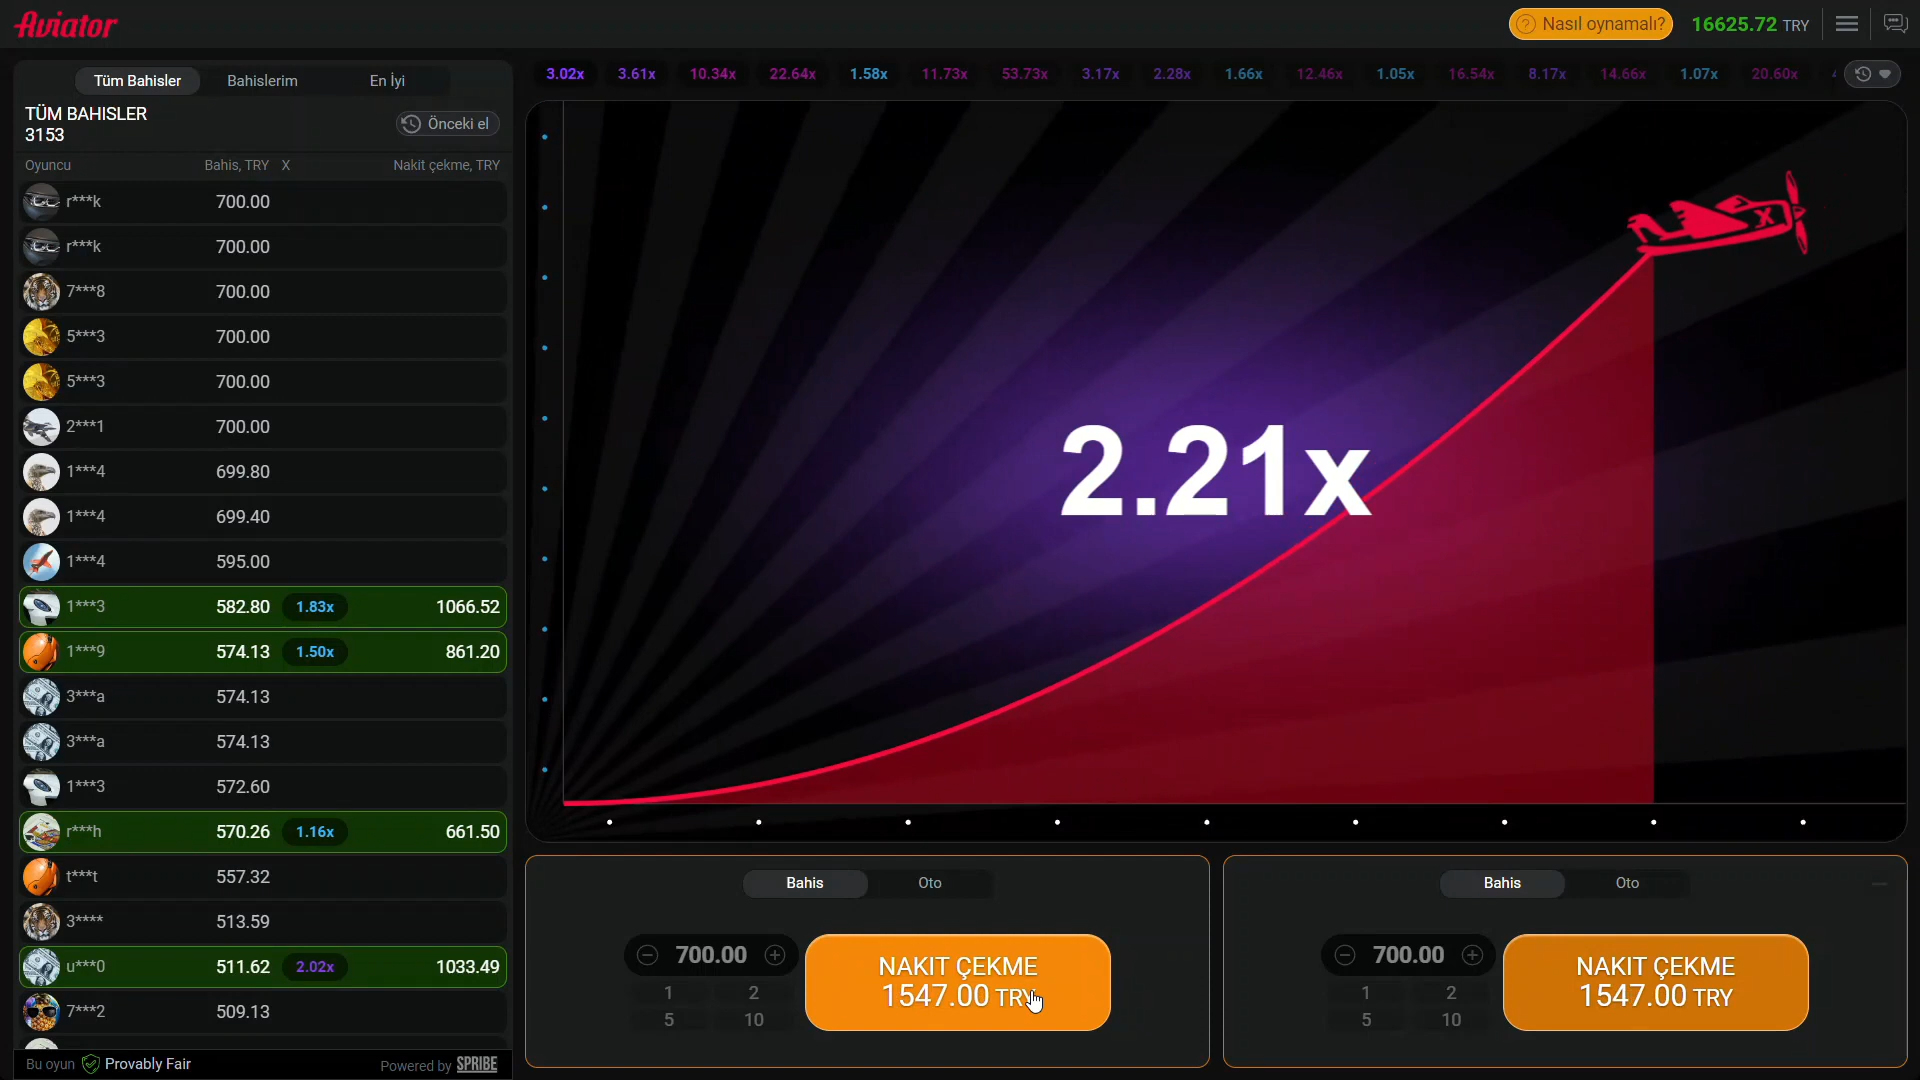 Aviator
Nasıl oynamalı?
16625.72 TRY
Tüm Bahisler
Bahislerim
En İyi
3.02x 3.61x 10.34x 22.64x 1.58x 11.73x 53.73x 3.17x 2.28x 1.66x 12.46x 1.05x 16.54x 8.17x 14.66x 1.07x 20.60x
TÜM BAHISLER
3153
Önceki el
Oyuncu Bahis, TRY X Nakit çekme, TRY
r***k 700.00
r***k 700.00
7***8 700.00
5***3 700.00
5***3 700.00
2***1 700.00
1***4 699.80
1***4 699.40
1***4 595.00
1***3 582.80 1.83x 1066.52
1***9 574.13 1.50x 861.20
3***a 574.13
3***a 574.13
1***3 572.60
r***h 570.26 1.16x 661.50
t***t 557.32
3**** 513.59
u***0 511.62 2.02x 1033.49
7***2 509.13
Bu oyun Provably Fair
Powered by SPRIBE
X
2.21x
Bahis Oto
700.00
1 2
5 10
NAKIT ÇEKME
1547.00 TRY
Bahis Oto
700.00
1 2
5 10
NAKIT ÇEKME
1547.00 TRY